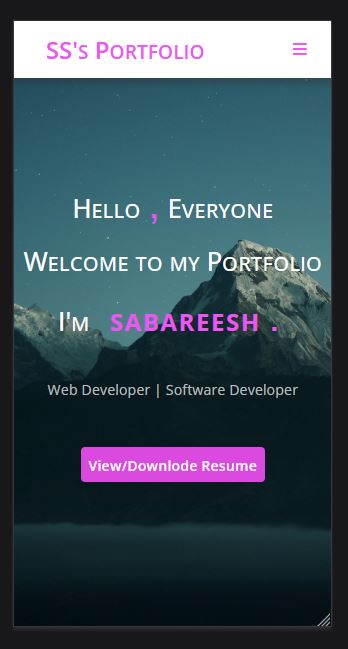 SS's Portfolio
Hello , Everyone
Welcome to my Portfolio
I'm SABAREESH .
Web Developer | Software Developer
View/Downlode Resume